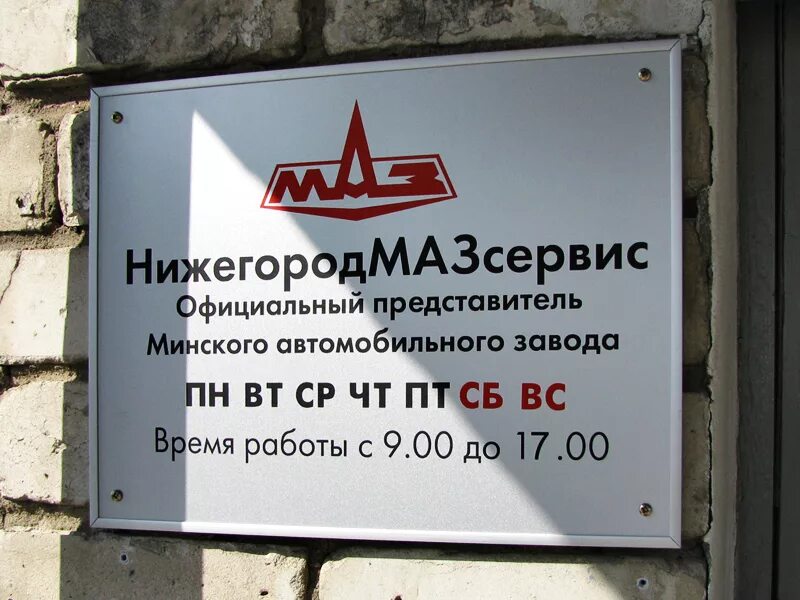 МАЗ
НижегородМАЗсервис
Официальный представитель
Минского автомобильного завода
ПН ВТ СР ЧТ ПТ СБ ВС
Время работы с 9.00 до 17.00